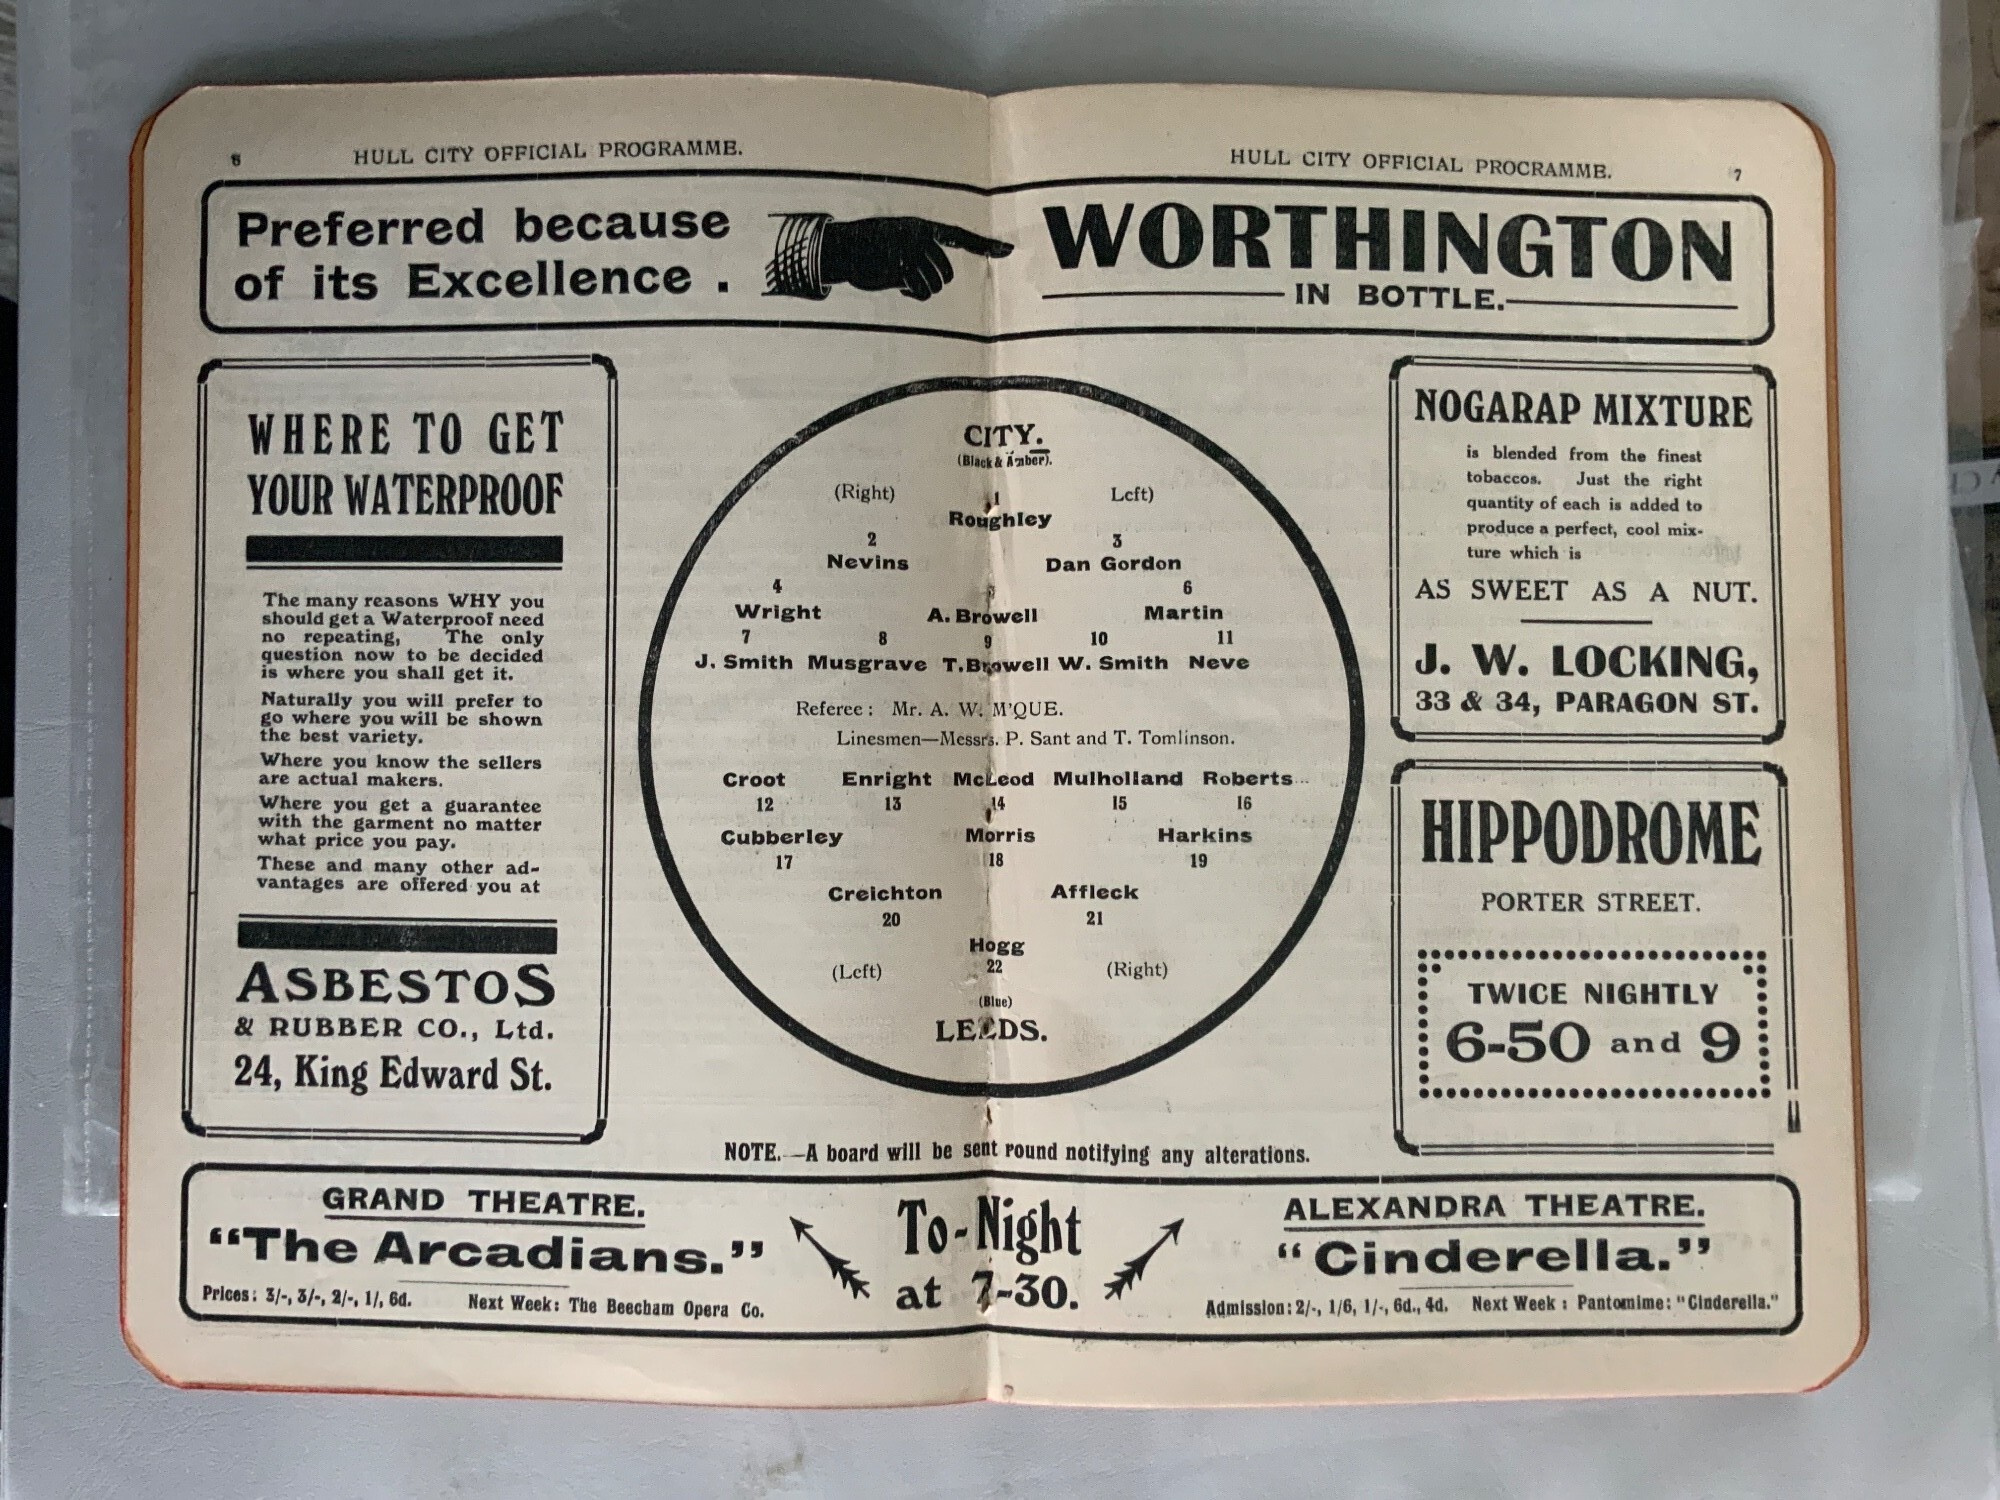 6 HULL CITY OFFICIAL PROGRAMME.
HULL CITY OFFICIAL PROCRAMME. 7
Preferred because
of its Excellence .
WORTHINGTON
IN BOTTLE.
WHERE TO GET
YOUR WATERPROOF
The many reasons WHY you
should get a Waterproof need
no repeating, The only
question now to be decided
is where you shall get it.
Naturally you will prefer to
go where you will be shown
the best variety.
Where you know the sellers
are actual makers.
Where you get a guarantee
with the garment no matter
what price you pay.
These and many other ad-
vantages are offered you at
ASBESTOS
& RUBBER CO., Ltd.
24, King Edward St.
CITY.
(Black & Amber).
(Right) 1 Left)
Roughley
2 3
Nevins Dan Gordon
4 5 6
Wright A. Browell Martin
7 8 9 10 11
J. Smith Musgrave T.Browell W. Smith Neve
Referee: Mr. A. W. M'QUE.
Linesmen—Messrs. P. Sant and T. Tomlinson.
Croot Enright McLeod Mulholland Roberts
12 13 14 15 16
Cubberley Morris Harkins
17 18 19
Creichton Affleck
20 21
Hogg
(Left) 22 (Right)
(Blue)
LEEDS.
NOTE.—A board will be sent round notifying any alterations.
NOGARAP MIXTURE
is blended from the finest
tobaccos. Just the right
quantity of each is added to
produce a perfect, cool mix-
ture which is
AS SWEET AS A NUT.
J. W. LOCKING,
33 & 34, PARAGON ST.
HIPPODROME
PORTER STREET.
TWICE NIGHTLY
6-50 and 9
GRAND THEATRE.
"The Arcadians."
Prices: 3/-, 3/-, 2/-, 1/, 6d. Next Week: The Beecham Opera Co.
To-Night
at 7-30.
ALEXANDRA THEATRE.
"Cinderella."
Admission: 2/-, 1/6, 1/-, 6d., 4d. Next Week: Pantomime: "Cinderella."